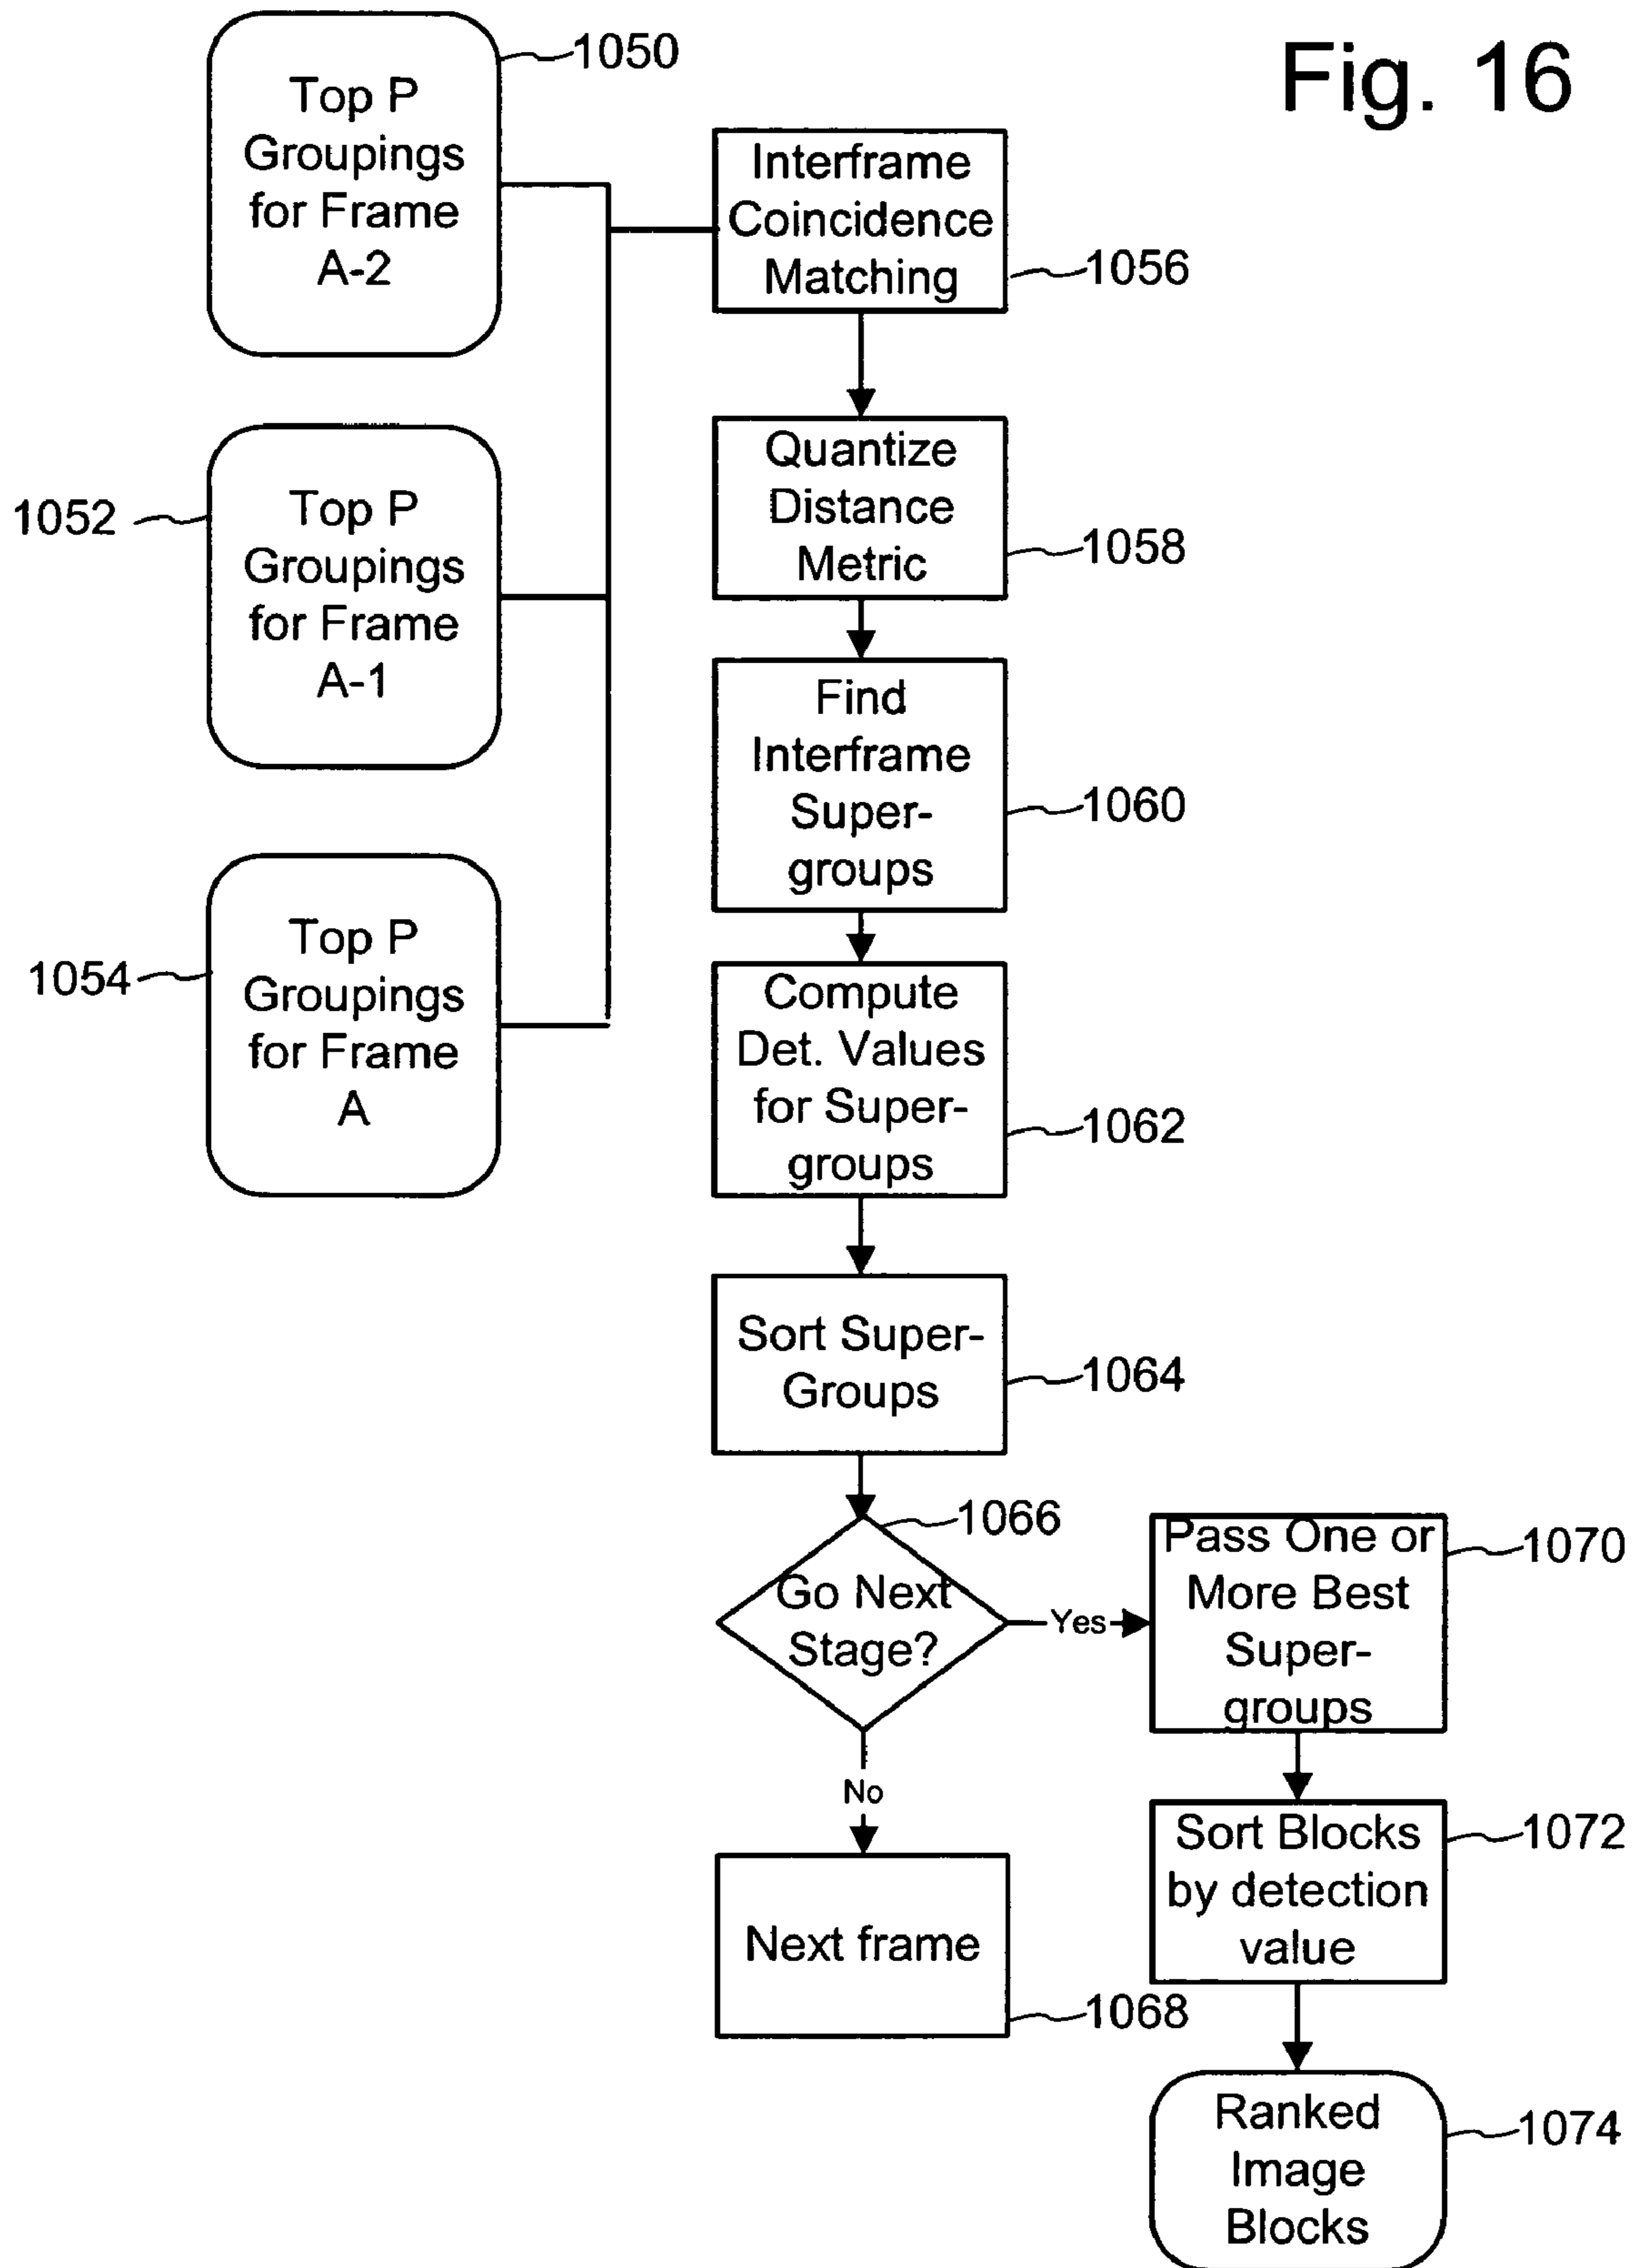 Fig. 16
Top P
Groupings
for Frame
A-2
1050
Top P
Groupings
for Frame
A-1
1052
Top P
Groupings
for Frame
A
1054
Interframe
Coincidence
Matching
1056
Quantize
Distance
Metric
1058
Find
Interframe
Super-
groups
1060
Compute
Det. Values
for Super-
groups
1062
Sort Super-
Groups
1064
Go Next
Stage?
1066
Yes
No
Next frame
1068
Pass One or
More Best
Super-
groups
1070
Sort Blocks
by detection
value
1072
Ranked
Image
Blocks
1074